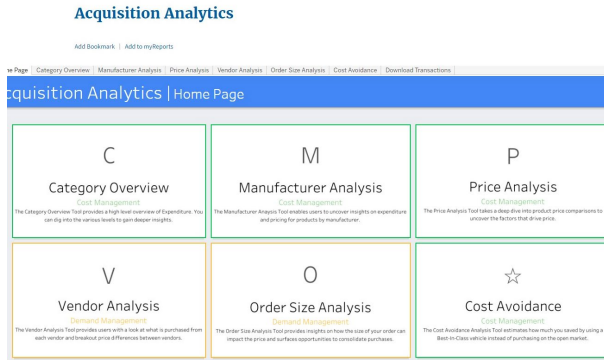 Acquisition Analytics
Add Bookmark | Add to myReports
me Page | Category Overview | Manufacturer Analysis | Price Analysis | Vendor Analysis | Order Size Analysis | Cost Avoidance | Download Transactions
cquisition Analytics | Home Page
C
Category Overview
Cost Management
The Category Overview Tool provides a high level overview of Expenditure. You
can dig into the various levels to gain deeper insights.
M
Manufacturer Analysis
Cost Management
The Manufacturer Anaysis Tool enables users to uncover insights on expenditure
and pricing for products by manufacturer.
P
Price Analysis
Cost Management
The Price Analysis Tool takes a deep dive into product price comparisons to
uncover the factors that drive price.
V
Vendor Analysis
Demand Management
The Vendor Analysis Tool provides users with a look at what is purchased from
each vendor and breakout price differences between vendors.
O
Order Size Analysis
Demand Management
The Order Size Analysis Tool provides insights on how the size of your order can
impact the price and surfaces opportunities to consolidate purchases.
Cost Avoidance
Cost Management
The Cost Avoidance Analysis Tool estimates how much you saved by using a
Best-In-Class vehicle instead of purchasing on the open market.